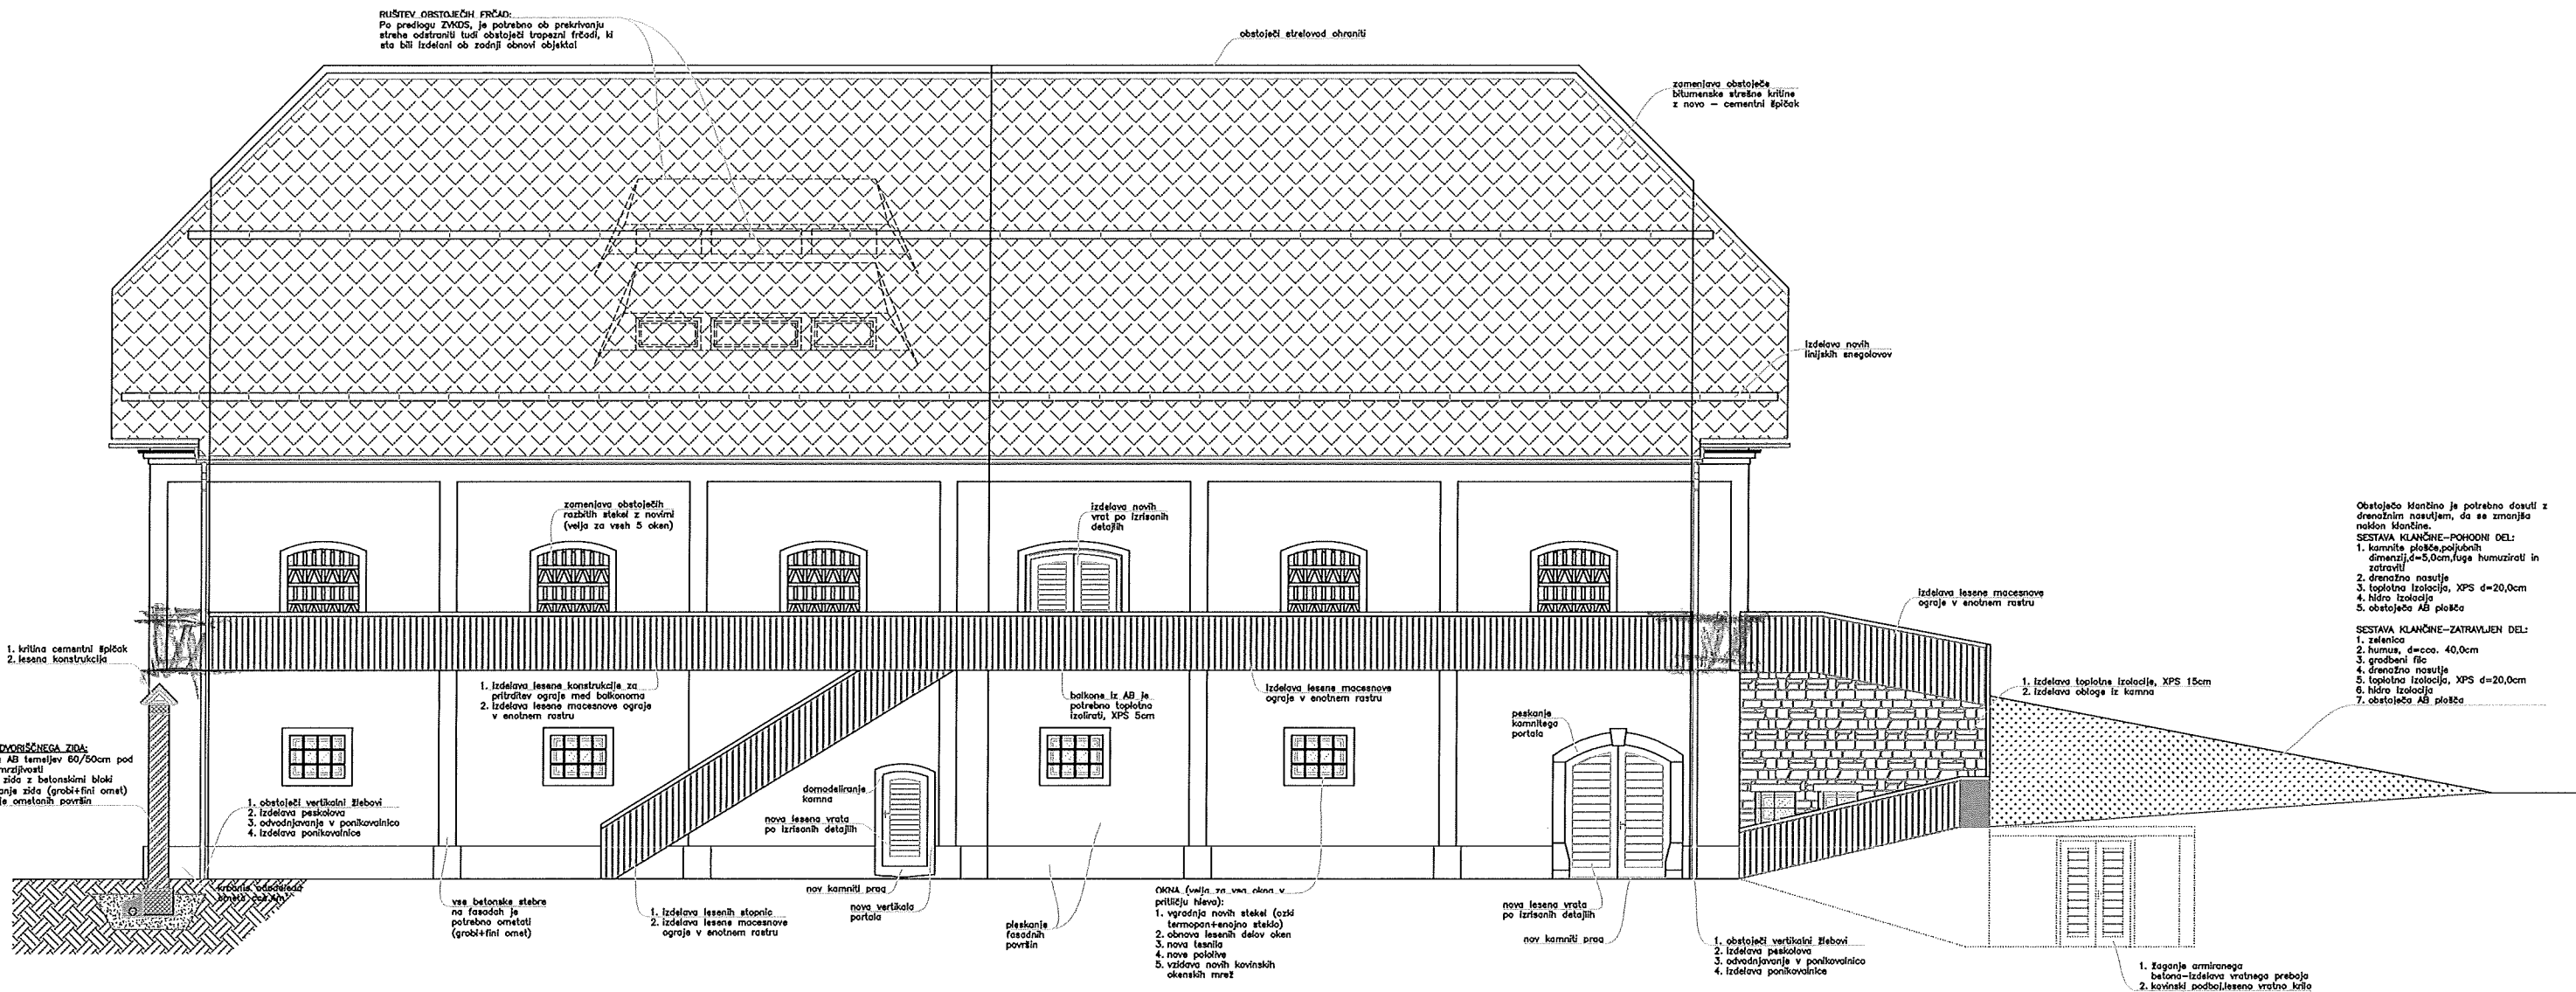 RUŠITEV OBSTOJEČIH FRČAD:
Po predlogu ZVKDS, je potrebno ob prekrivanju
strehe odstraniti tudi obstoječi trapezni frčadi, ki
sta bili izdelani ob zadnji obnovi objekta!
obstoječi strelovod ohraniti
zamenjava obstoječe
bitumenske strešne kritine
z novo – cementni špičak
izdelava novih
linijskih snegolovov
zamenjava obstoječih
razbitih stekel z novimi
(velja za vseh 5 oken)
izdelava novih
vrat po izrisanih
detajlih
Obstoječo klančino je potrebno dosuti z
drenažnim nasutjem, da se zmanjša
naklon klančine.
SESTAVA KLANČINE-POHODNI DEL:
1. kamnite plošče,poljubnih
dimenzij,d=5,0cm,fuge humuzirati in
zatraviti
2. drenažno nasutje
3. toplotna izolacija, XPS d=20,0cm
4. hidro izolacija
5. obstoječa AB plošča
SESTAVA KLANČINE-ZATRAVLJEN DEL:
1. zelenica
2. humus, d=cca. 40,0cm
3. gradbeni filc
4. drenažno nasutje
5. toplotna izolacija, XPS d=20,0cm
6. hidro izolacija
7. obstoječa AB plošča
izdelava lesene macesnove
ograje v enotnem rastru
1. kritina cementni špičak
2. lesena konstrukcija
1. izdelava lesene konstrukcije za
pritrditev ograje med balkonoma
2. izdelava lesene macesnove ograje
v enotnem rastru
balkone iz AB je
potrebno toplotno
izolirati, XPS 5cm
izdelava lesene macesnove
ograje v enotnem rastru
1. izdelava toplotne izolacije, XPS 15cm
2. izdelava obloge iz kamna
peskanje
kamnitega
portala
DVORIŠČNEGA ZIDA:
AB temeljev 60/50cm pod
mrzljivosti
zida z betonskimi bloki
anje zida (grobi+fini omet)
je ometanih površin
1. obstoječi vertikalni žlebovi
2. izdelava peskolova
3. odvodnjavanje v ponikovalnico
4. izdelava ponikovalnice
domodeliranje
kamna
nova lesena vrata
po izrisanih detajlih
nov kamniti prag
nova vertikala
portala
vse betonske stebre
na fasadah je
potrebno ometati
(grobi+fini omet)
1. izdelava lesenih stopnic
2. izdelava lesene macesnove
ograje v enotnem rastru
pleskanje
fasadnih
površin
OKNA (velja za vsa okna v
pritličju hleva):
1. vgradnja novih stekel (ozki
termopan+enojno steklo)
2. obnova lesenih delov oken
3. nova tesnila
4. nove pololive
5. vzidava novih kovinskih
okenskih mrež
nova lesena vrata
po izrisanih detajlih
nov kamniti prag
1. obstoječi vertikalni žlebovi
2. izdelava peskolova
3. odvodnjavanje v ponikovalnico
4. izdelava ponikovalnice
1. žaganje armiranega
betona-izdelava vratnega preboja
2. kovinski podboj,leseno vratno krilo